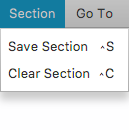 Section Go To
Save Section ^S
Clear Section ^C